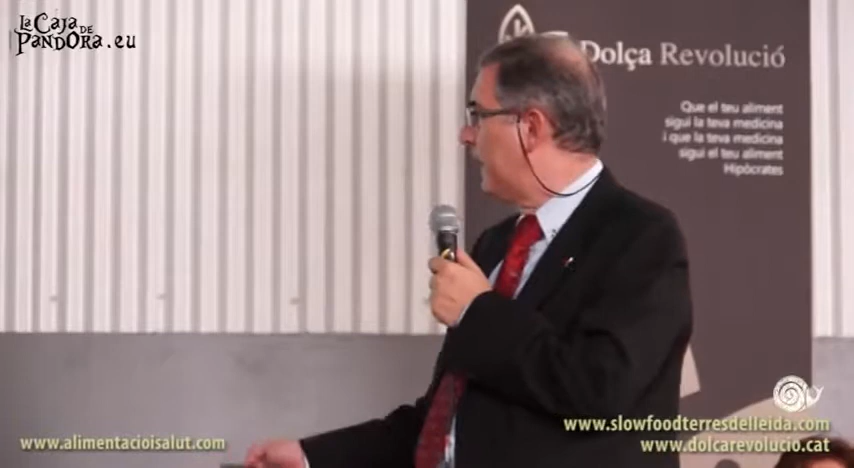 La Caja
DE
PANDORA.eu
Dolça Revolució
Que el teu aliment
sigui la teva medicina
i que la teva medicina
sigui el teu aliment
Hipòcrates
www.slowfoodterresdelleida.com
www.alimentacioisalut.com
www.dolcarevolucio.cat